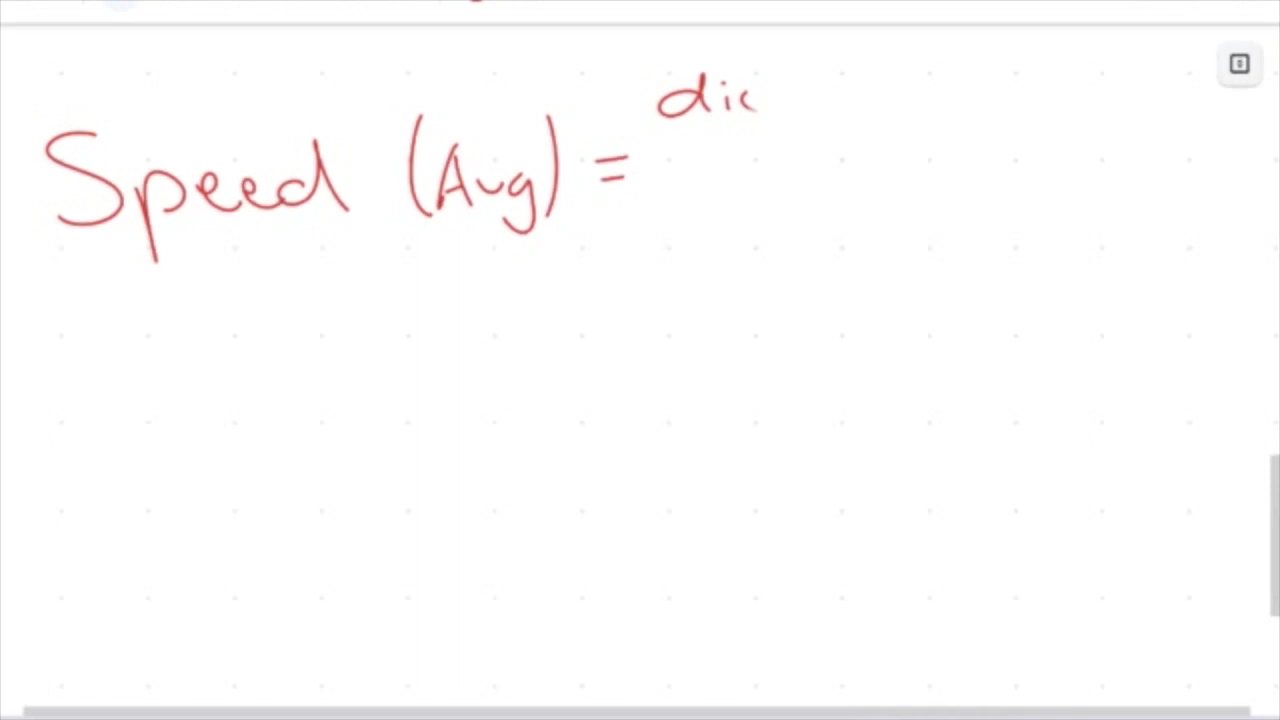 Speed (Avg) =